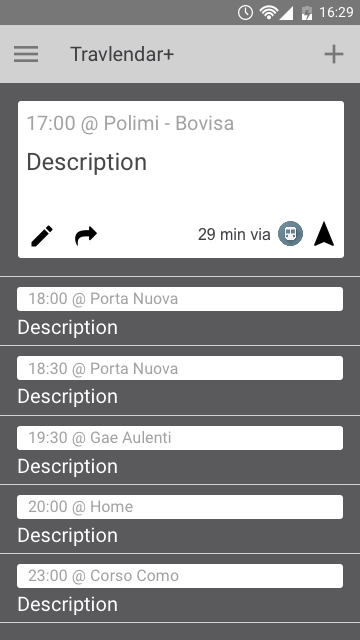 16:29
Travlendar+
17:00 @ Polimi - Bovisa
Description
29 min via
18:00 @ Porta Nuova
Description
18:30 @ Porta Nuova
Description
19:30 @ Gae Aulenti
Description
20:00 @ Home
Description
23:00 @ Corso Como
Description